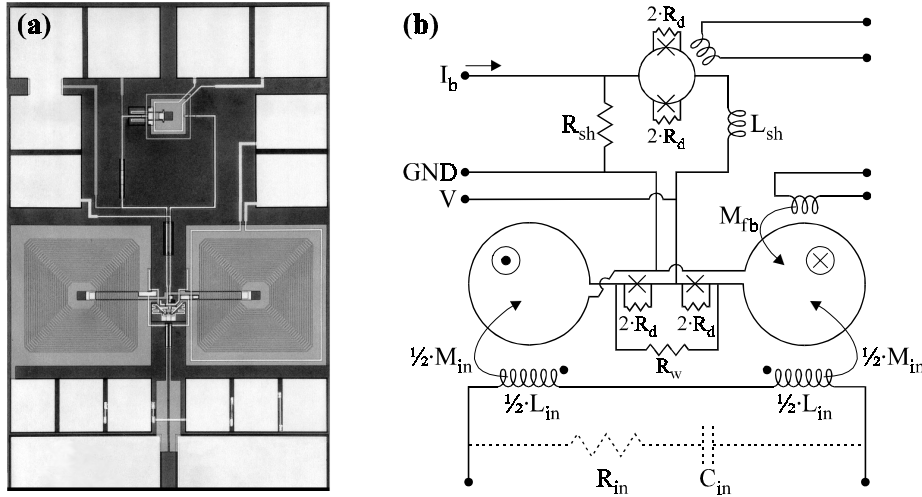 (a)
(b)
2·R_d
I_b
R_sh
2·R_d
L_sh
GND
V
M_fb
2·R_d
2·R_d
½·M_in
R_w
½·M_in
½·L_in
½·L_in
R_in
C_in